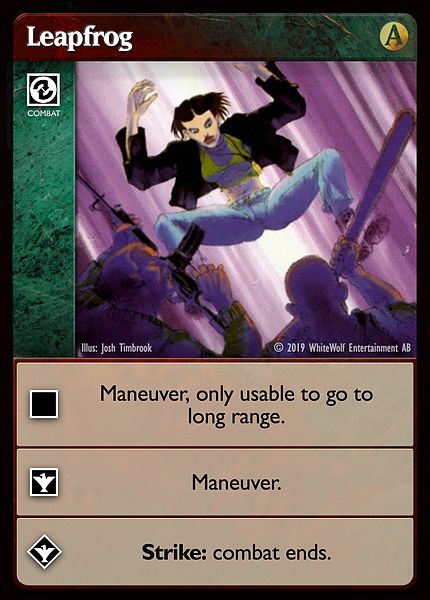 Leapfrog
A
COMBAT
Illus: Josh Timbrook
© 2019 WhiteWolf Entertainment AB
Maneuver, only usable to go to
long range.
Maneuver.
Strike: combat ends.